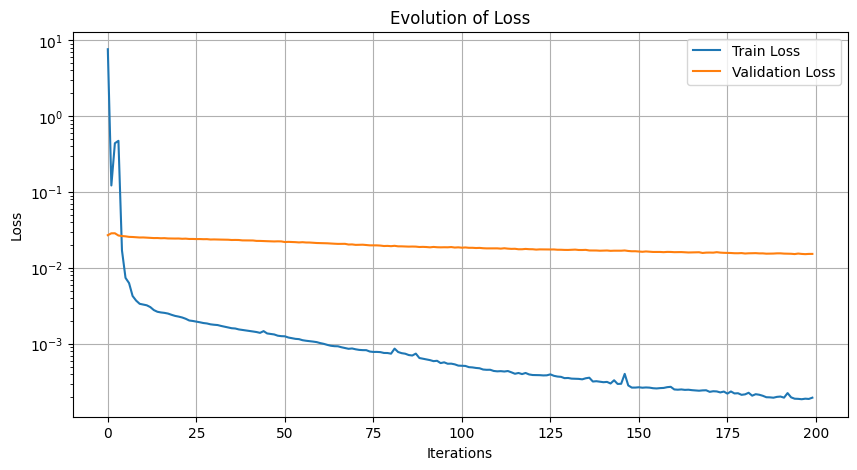 Evolution of Loss
Train Loss
Validation Loss
Loss
10^1
10^0
10^-1
10^-2
10^-3
0 25 50 75 100 125 150 175 200
Iterations